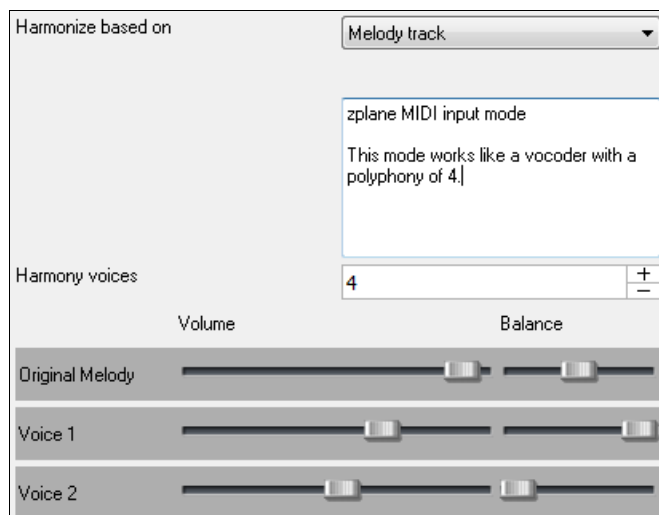 Harmonize based on
Melody track
zplane MIDI input mode
This mode works like a vocoder with a
polyphony of 4.
Harmony voices
4
+
−
Volume
Balance
Original Melody
Voice 1
Voice 2